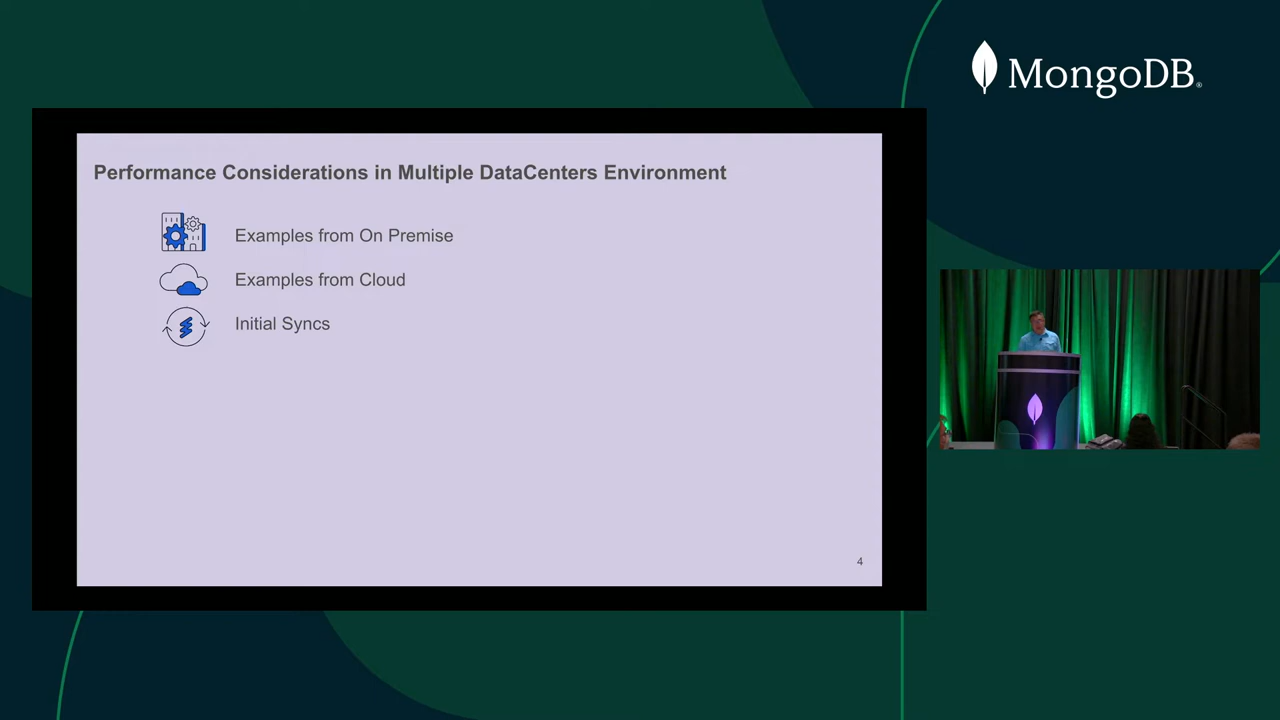 MongoDB®
Performance Considerations in Multiple DataCenters Environment
Examples from On Premise
Examples from Cloud
Initial Syncs
4